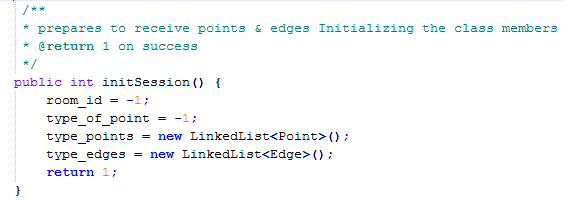 /**
* prepares to receive points & edges Initializing the class members
* @return 1 on success
*/
public int initSession() {
room_id = -1;
type_of_point = -1;
type_points = new LinkedList<Point>();
type_edges = new LinkedList<Edge>();
return 1;
}